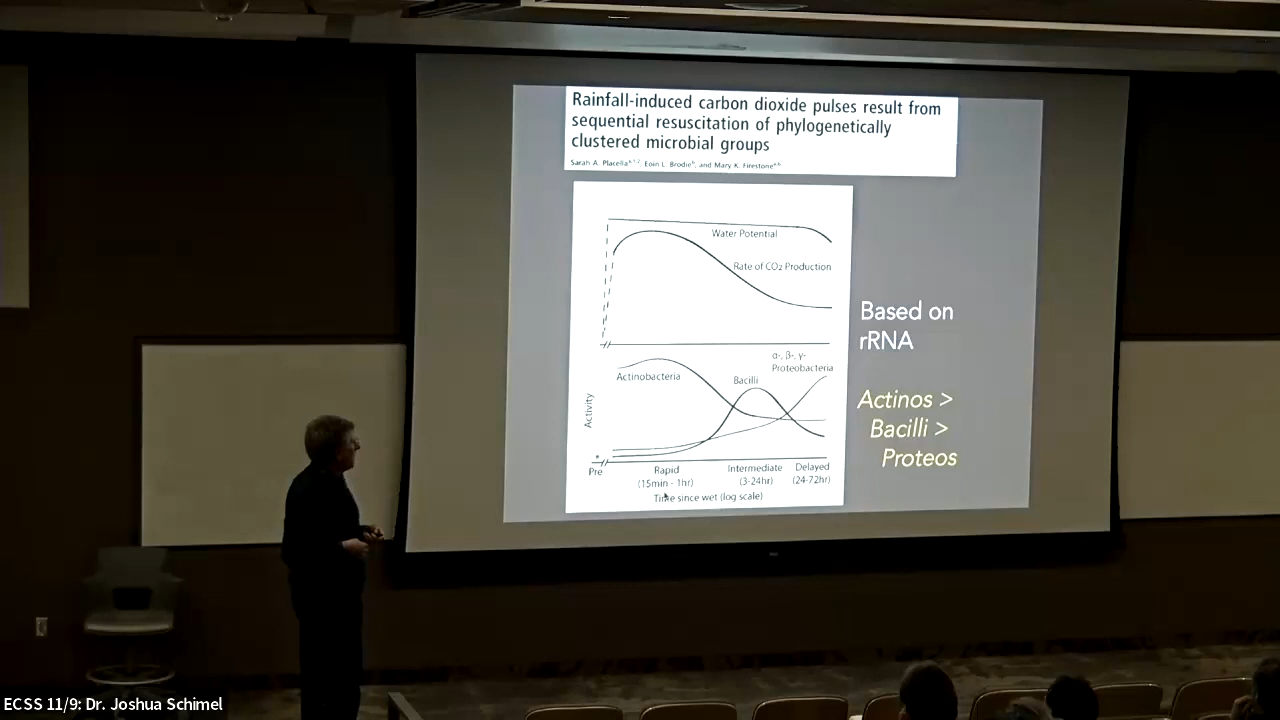 Rainfall-induced carbon dioxide pulses result from
sequential resuscitation of phylogenetically
clustered microbial groups
Sarah A. Placella, Eoin L. Brodie, and Mary K. Firestone
Water Potential
Rate of CO2 Production
Based on
rRNA
α-, β-, γ-
Proteobacteria
Actinobacteria
Bacilli
Activity
Actinos >
Bacilli >
Proteos
Pre
Rapid
(15min - 1hr)
Intermediate
(3-24hr)
Delayed
(24-72hr)
Time since wet (log scale)
ECSS 11/9: Dr. Joshua Schimel